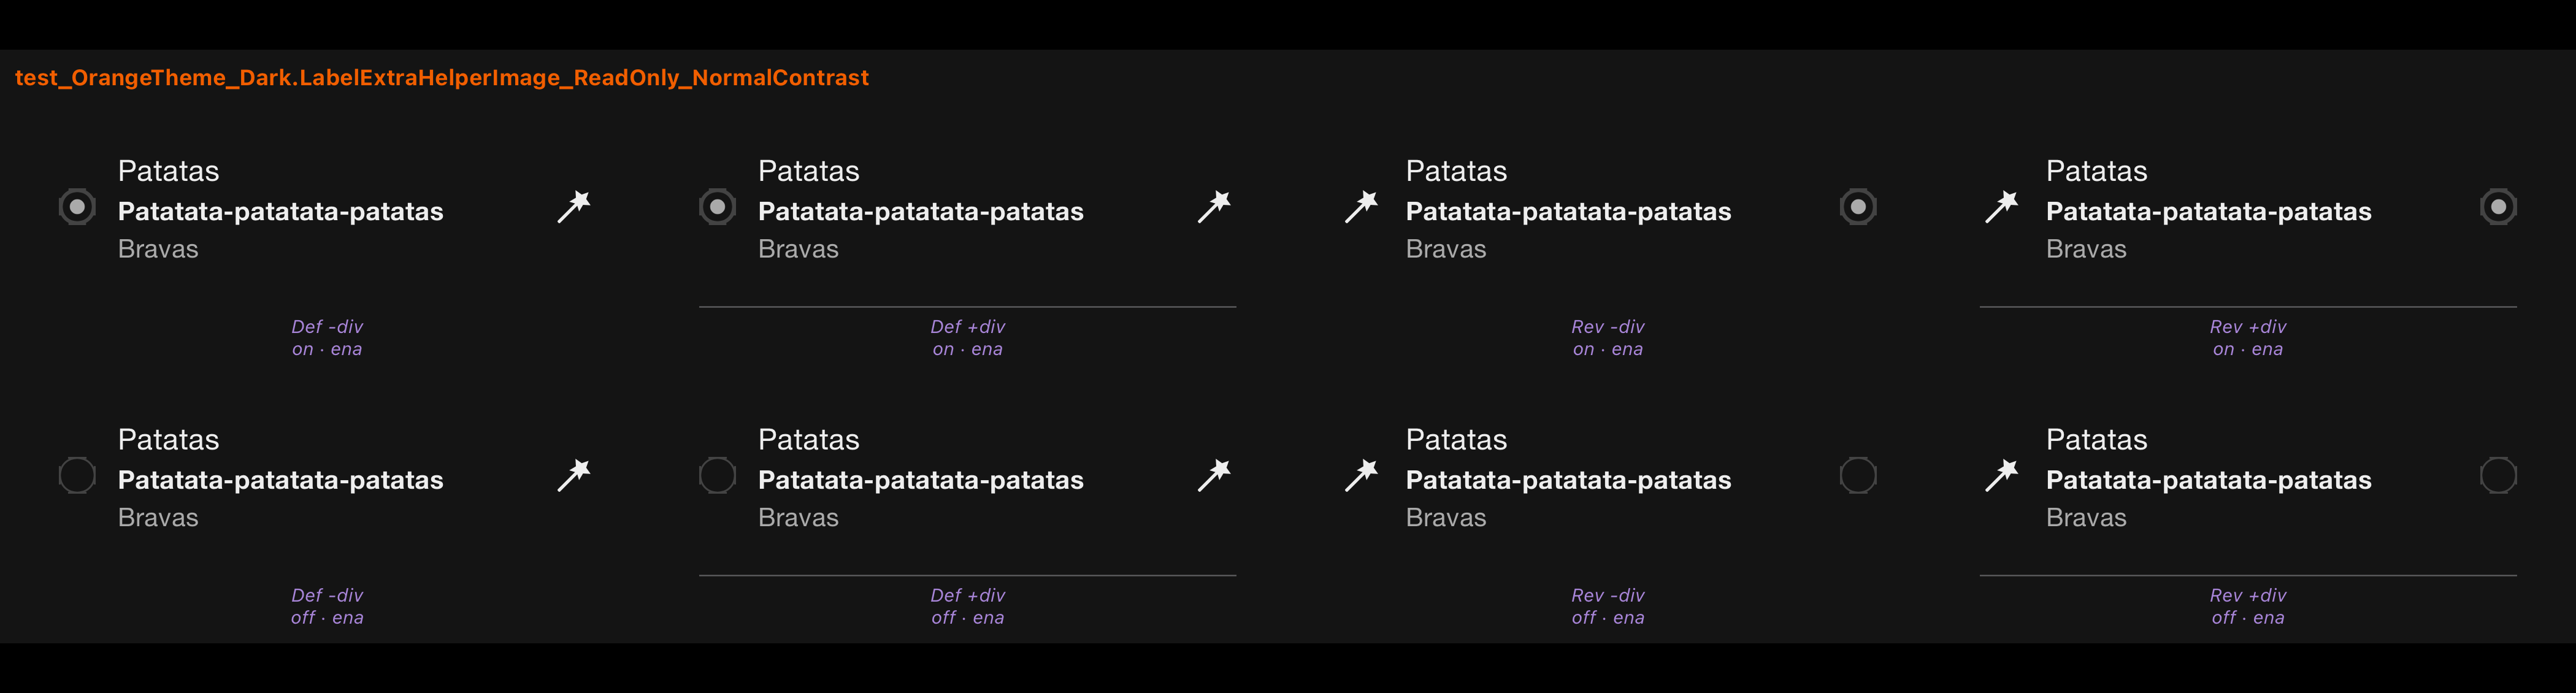 test_OrangeTheme_Dark.LabelExtraHelperImage_ReadOnly_NormalContrast
Patatas
Patatata-patatata-patatas
Bravas
Def -div
on · ena
Patatas
Patatata-patatata-patatas
Bravas
Def +div
on · ena
Patatas
Patatata-patatata-patatas
Bravas
Rev -div
on · ena
Patatas
Patatata-patatata-patatas
Bravas
Rev +div
on · ena
Patatas
Patatata-patatata-patatas
Bravas
Def -div
off · ena
Patatas
Patatata-patatata-patatas
Bravas
Def +div
off · ena
Patatas
Patatata-patatata-patatas
Bravas
Rev -div
off · ena
Patatas
Patatata-patatata-patatas
Bravas
Rev +div
off · ena